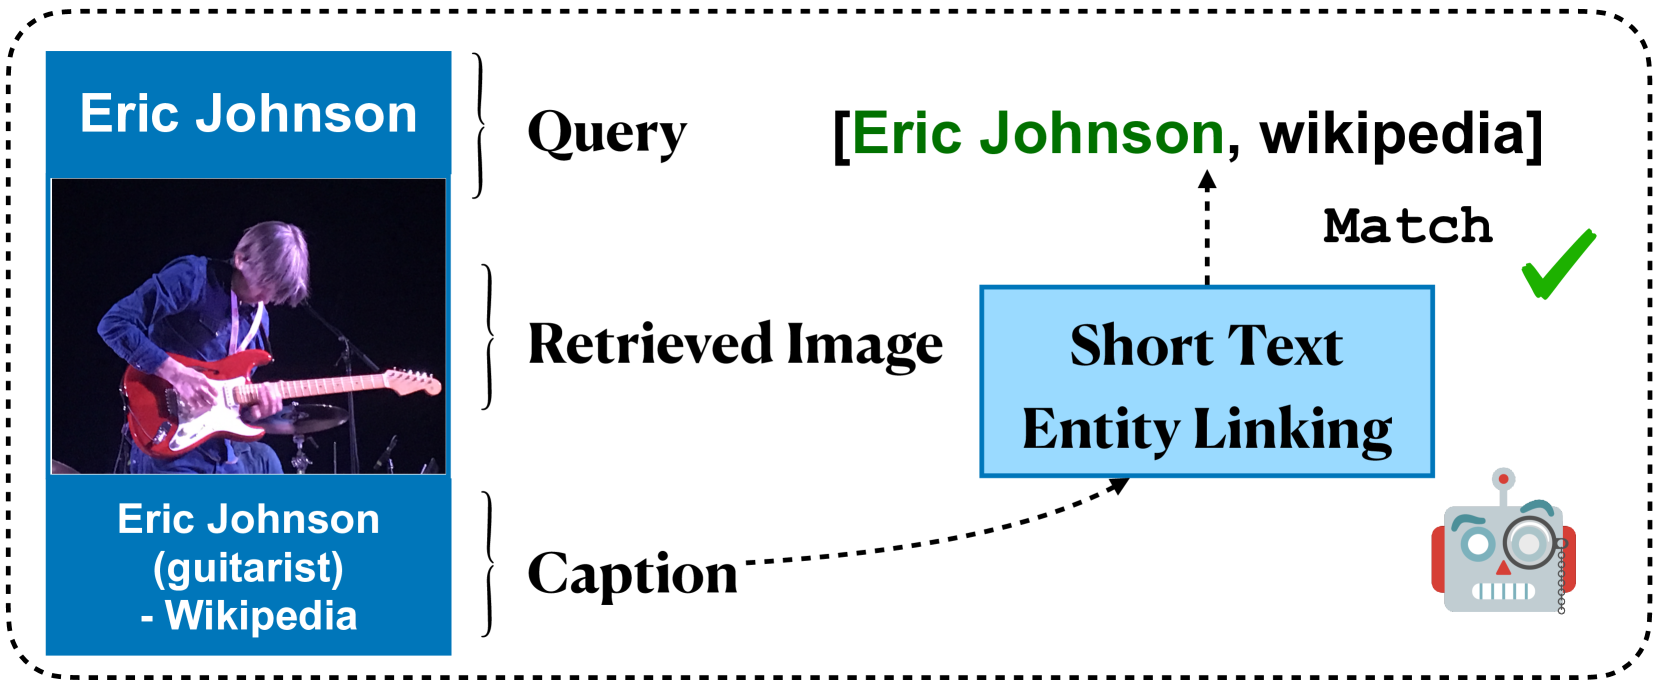 Eric Johnson
Query
[Eric Johnson, wikipedia]
Match
Retrieved Image
Short Text
Entity Linking
Eric Johnson
(guitarist)
- Wikipedia
Caption